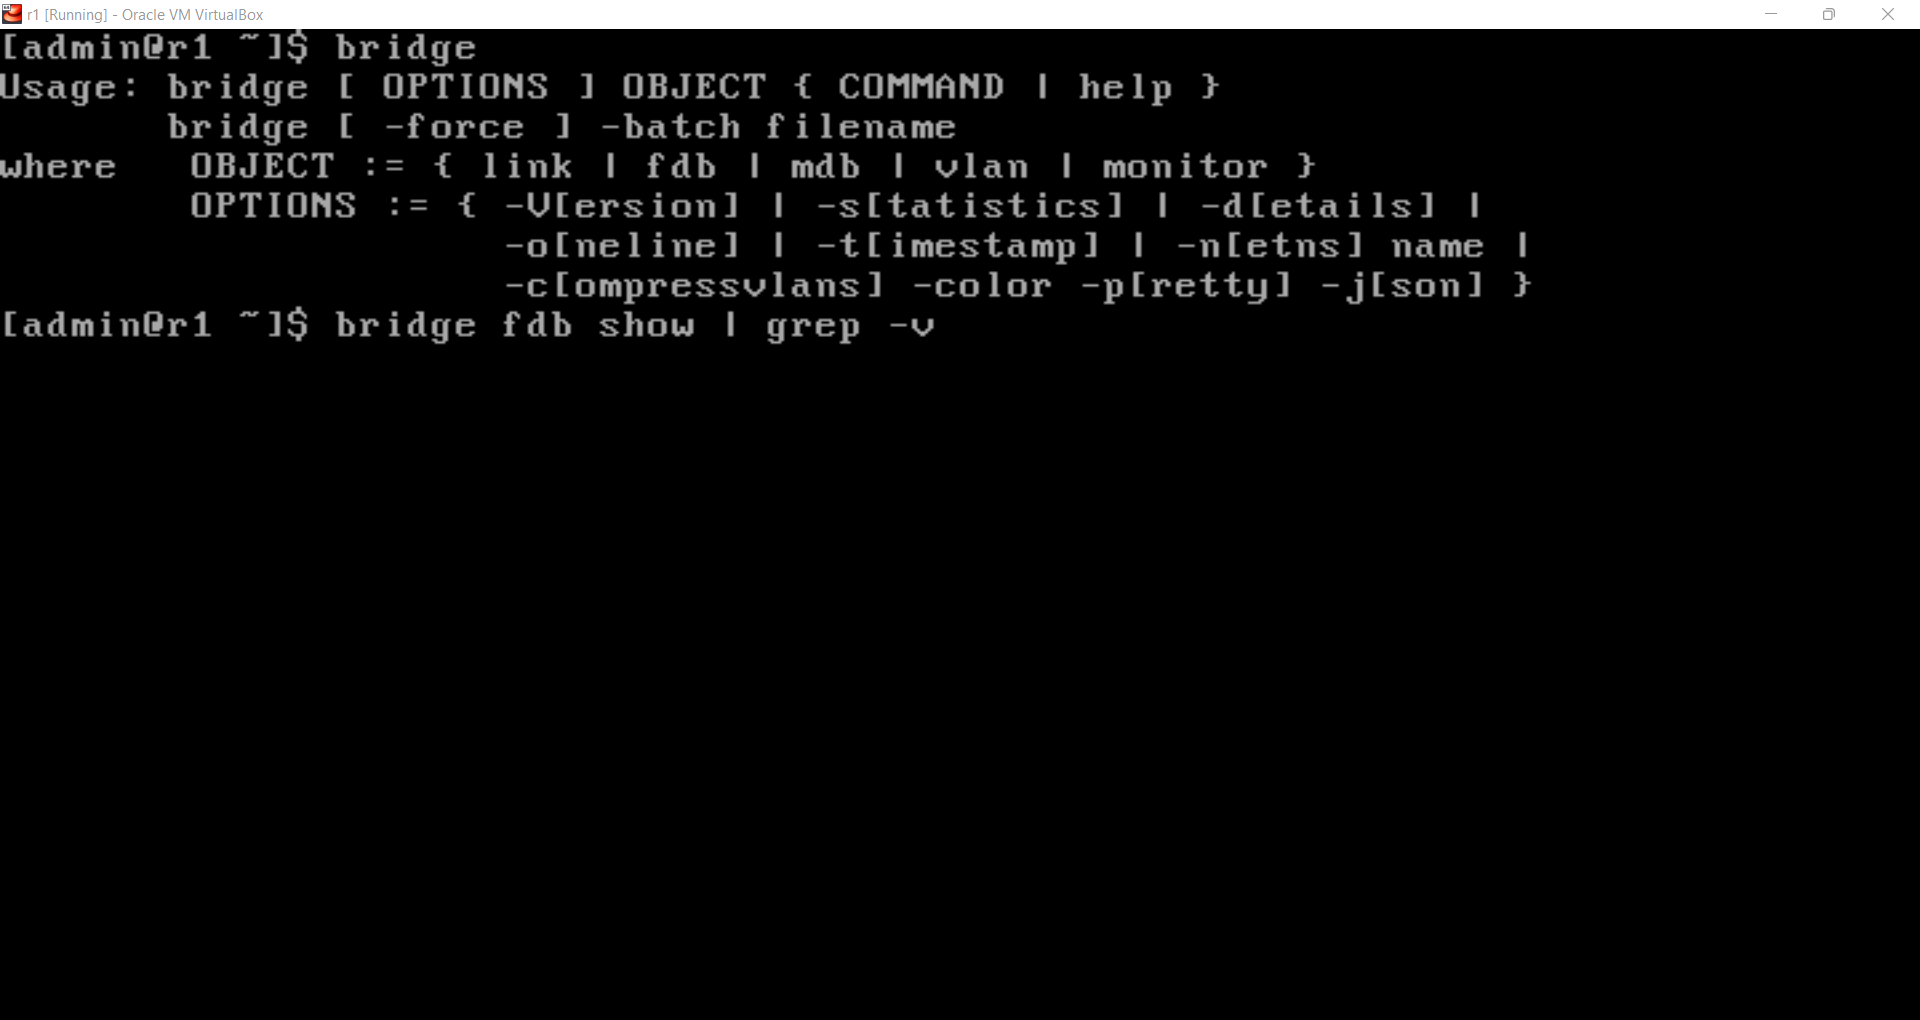 r1 [Running] - Oracle VM VirtualBox
[admin@r1 ~]$ bridge
Usage: bridge [ OPTIONS ] OBJECT { COMMAND | help }
       bridge [ -force ] -batch filename
where   OBJECT := { link | fdb | mdb | vlan | monitor }
        OPTIONS := { -V[ersion] | -s[tatistics] | -d[etails] |
                     -o[neline] | -t[imestamp] | -n[etns] name |
                     -c[ompressvlans] -color -p[retty] -j[son] }
[admin@r1 ~]$ bridge fdb show | grep -v